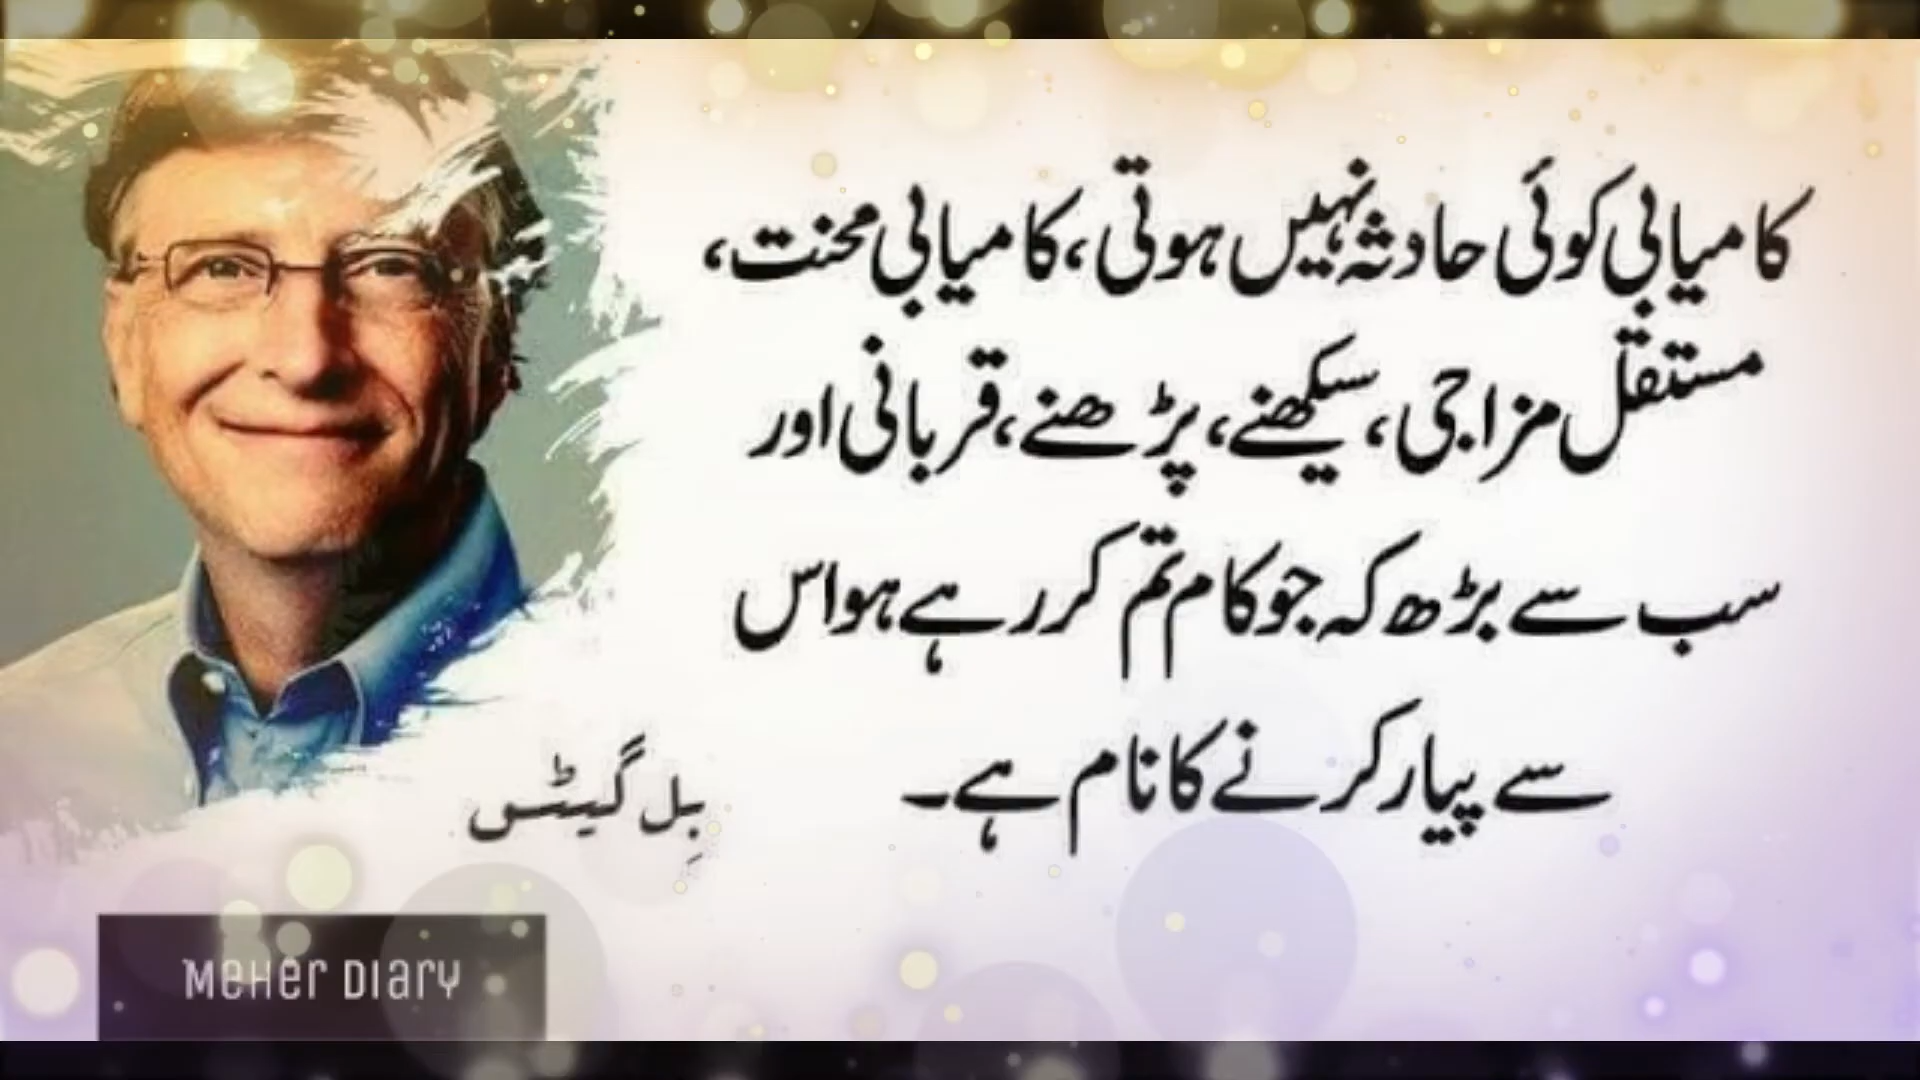 کامیابی کوئی حادثہ نہیں ہوتی، کامیابی محنت،
مستقل مزاجی، سیکھنے، پڑھنے، قربانی اور
سب سے بڑھ کہ جو کام تم کر رہے ہو اس
سے پیار کرنے کا نام ہے۔
بِل گیٹس
MeHer Diary